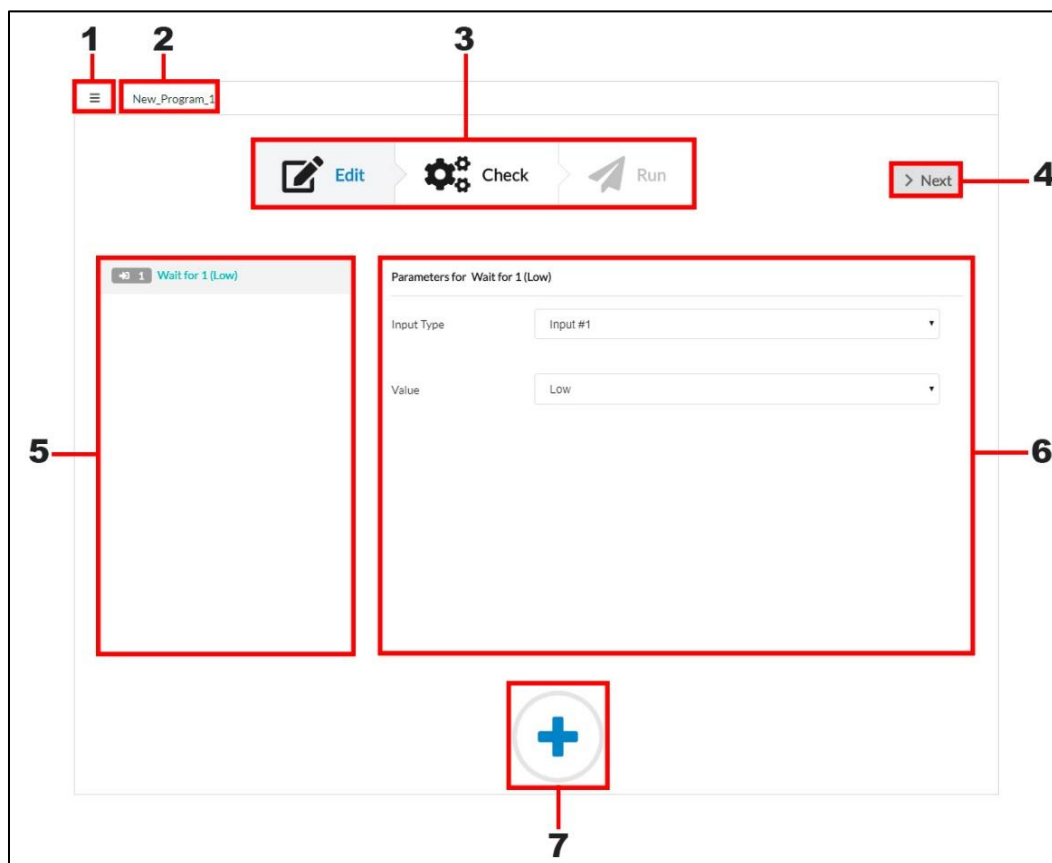 1 2 3
New_Program_1
Edit Check Run
Next 4
1 Wait for 1 (Low)
Parameters for Wait for 1 (Low)
Input Type Input #1
Value Low
5 6
7